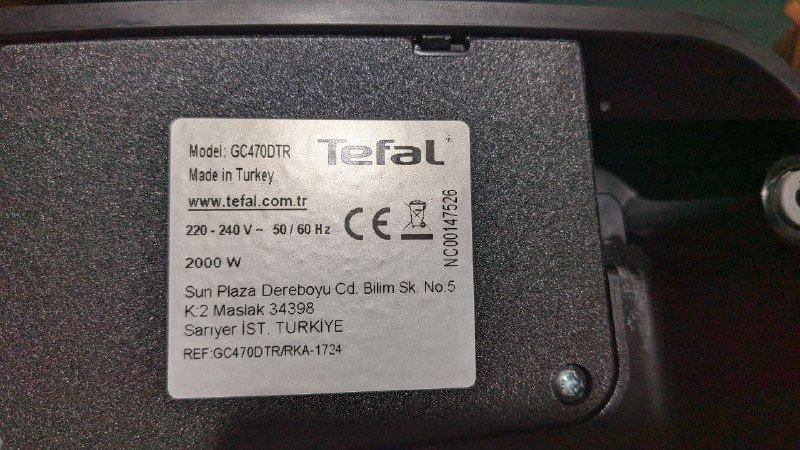 Tefal
Model: GC470DTR
Made in Turkey
www.tefal.com.tr
220 - 240 V ~ 50 / 60 Hz
2000 W
CE
NC00147526
Sun Plaza Dereboyu Cd. Bilim Sk. No.5
K:2 Maslak 34398
Sarıyer İST. TÜRKİYE
REF:GC470DTR/RKA-1724